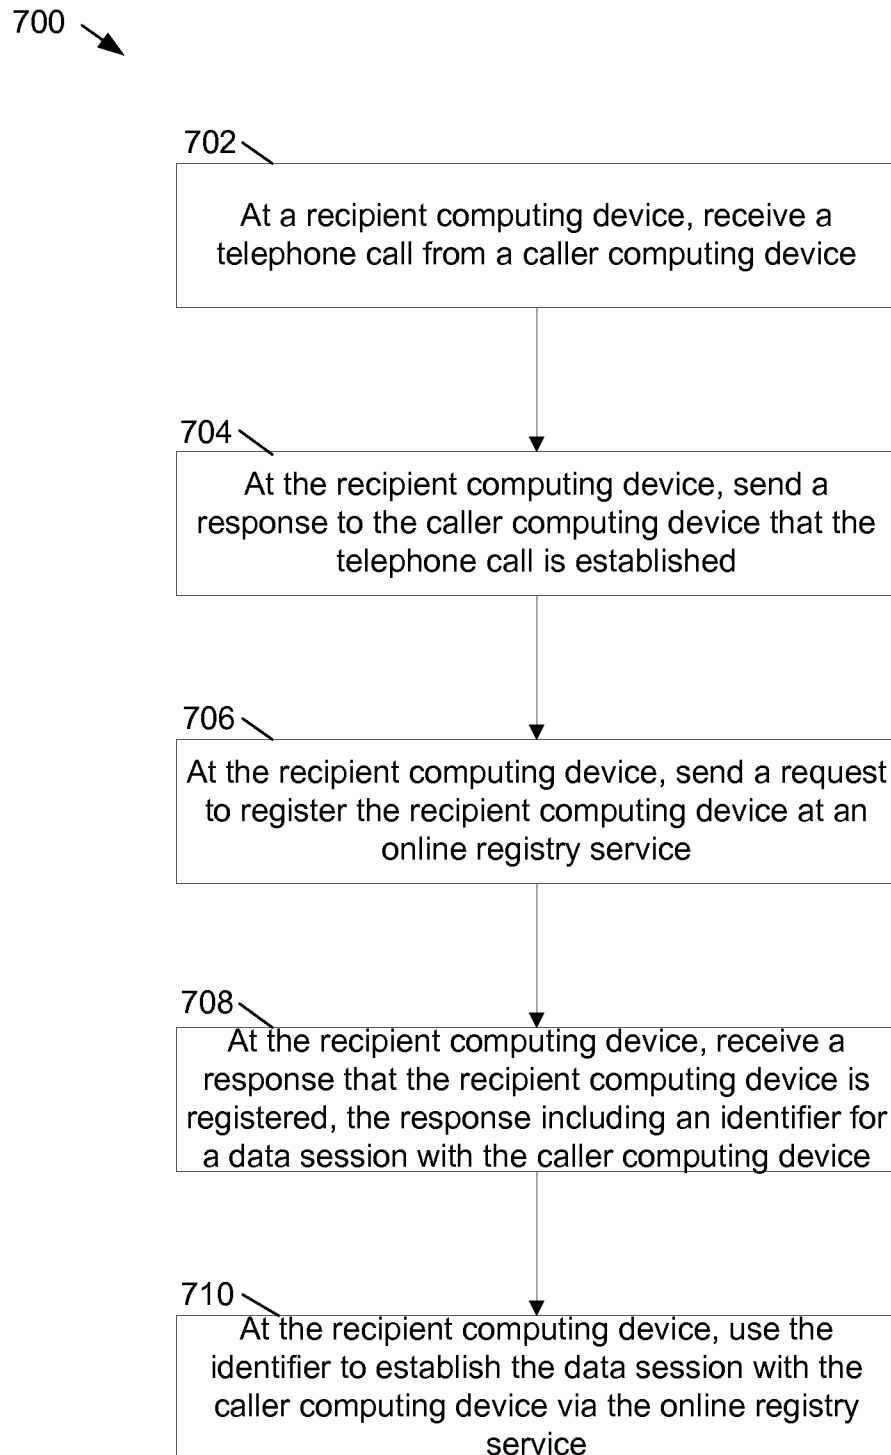 700
702
At a recipient computing device, receive a
telephone call from a caller computing device
704
At the recipient computing device, send a
response to the caller computing device that the
telephone call is established
706
At the recipient computing device, send a request
to register the recipient computing device at an
online registry service
708
At the recipient computing device, receive a
response that the recipient computing device is
registered, the response including an identifier for
a data session with the caller computing device
710
At the recipient computing device, use the
identifier to establish the data session with the
caller computing device via the online registry
service